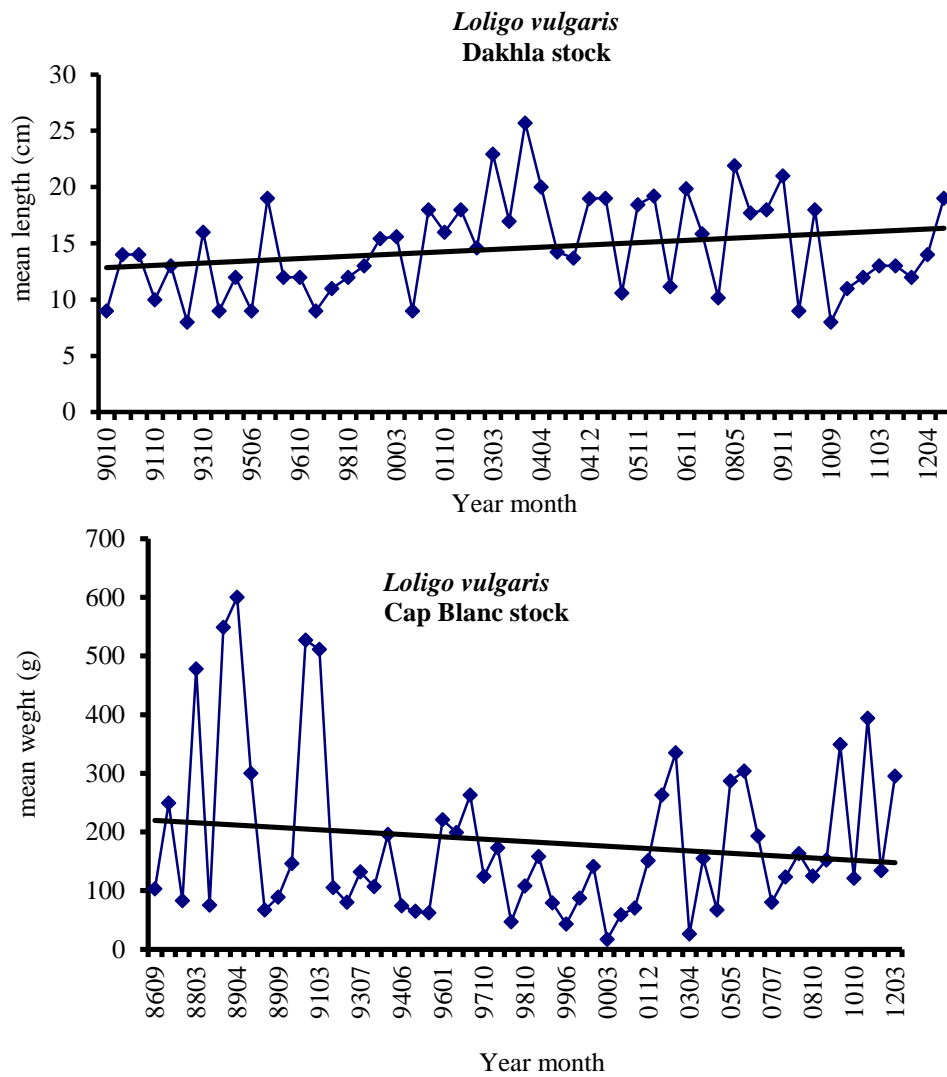 Loligo vulgaris
Dakhla stock
mean length (cm)
30
25
20
15
10
5
0
9010 91110 9310 9506 9610 9810 0003 0110 0303 0404 0412 0511 0611 0805 0911 1009 1103 1204
Year month
Loligo vulgaris
Cap Blanc stock
mean weght (g)
700
600
500
400
300
200
100
0
8609 8803 8904 8909 9103 9307 9406 9601 9710 9810 9906 0003 01112 0304 0505 0707 0810 1010 1203
Year month